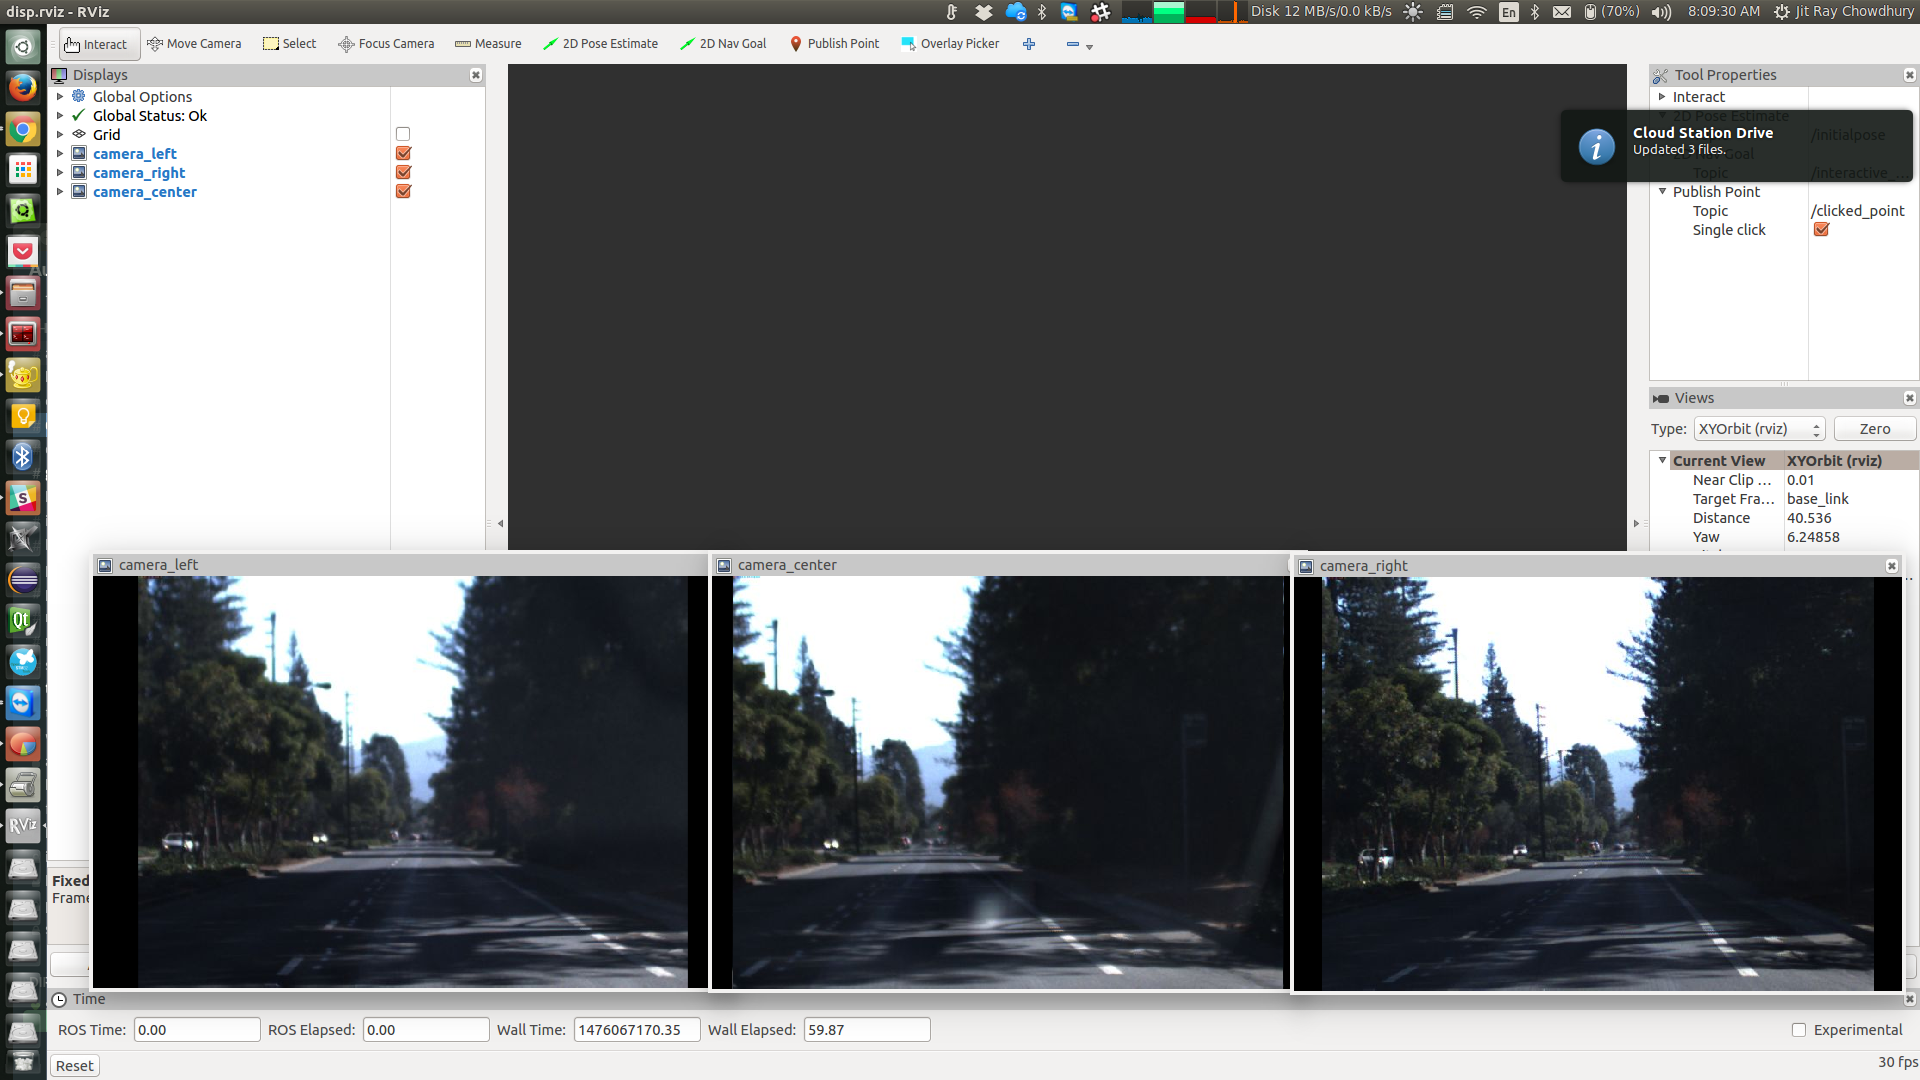 disp.rviz - RViz
Disk 12 MB/s/0.0 kB/s
En
(70%)
8:09:30 AM
Jit Ray Chowdhury
Interact
Move Camera
Select
Focus Camera
Measure
2D Pose Estimate
2D Nav Goal
Publish Point
Overlay Picker
Displays
Global Options
Global Status: Ok
Grid
camera_left
camera_right
camera_center
Tool Properties
Interact
2D Pose Estimate
/initialpose
Cloud Station Drive
Updated 3 files.
Topic
/interactive_...
Publish Point
Topic
/clicked_point
Single click
Views
Type:
XYOrbit (rviz)
Zero
Current View
XYOrbit (rviz)
Near Clip ...
0.01
Target Fra...
base_link
Distance
40.536
Yaw
6.24858
camera_left
camera_center
camera_right
Qt
RViz
Fixed
Frame
Time
ROS Time:
0.00
ROS Elapsed:
0.00
Wall Time:
1476067170.35
Wall Elapsed:
59.87
Experimental
Reset
30 fps